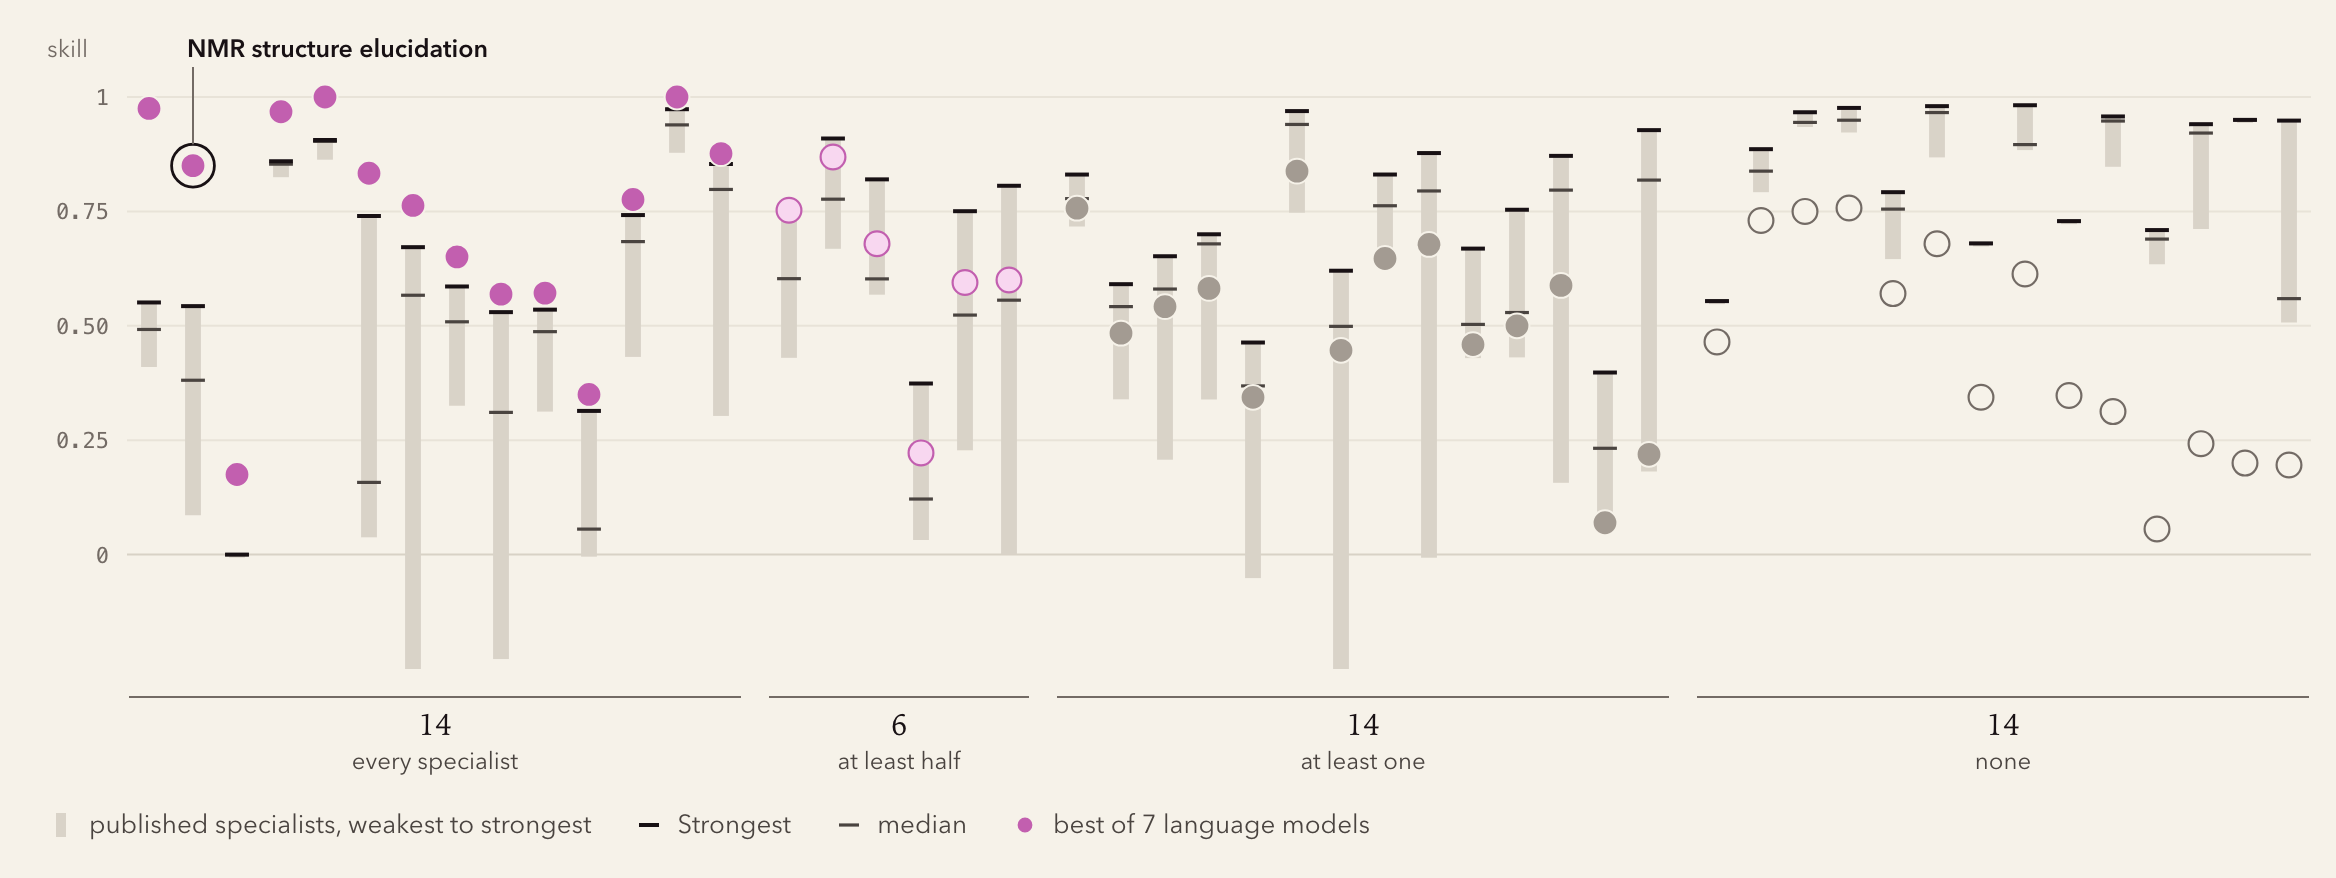 skill
NMR structure elucidation
1
0.75
0.50
0.25
0
14
every specialist
6
at least half
14
at least one
14
none
published specialists, weakest to strongest
Strongest
median
best of 7 language models